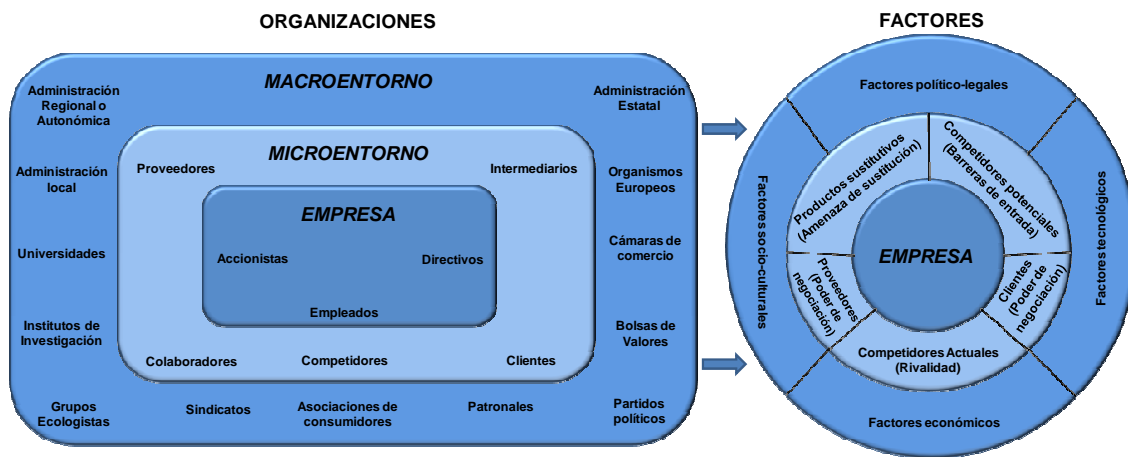 ORGANIZACIONES
MACROENTORNO
Administración
Regional o
Autonómica
Administración
Estatal
MICROENTORNO
Administración
local
Proveedores
Intermediarios
Organismos
Europeos
EMPRESA
Universidades
Accionistas
Directivos
Cámaras de
comercio
Empleados
Institutos de
Investigación
Bolsas de
Valores
Colaboradores
Competidores
Clientes
Grupos
Ecologistas
Sindicatos
Asociaciones de
consumidores
Patronales
Partidos
políticos
FACTORES
Factores político-legales
Productos sustitutivos
(Amenaza de sustitución)
Competidores potenciales
(Barreras de entrada)
Factores socio-culturales
EMPRESA
Factores tecnológicos
Proveedores
(Poder de
negociación)
Clientes
(Poder de
negociación)
Competidores Actuales
(Rivalidad)
Factores económicos